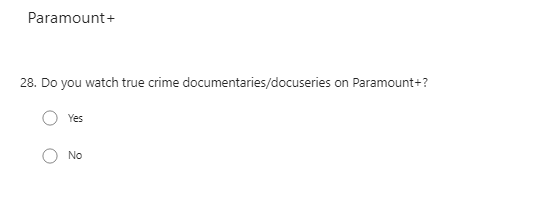 Paramount+
28. Do you watch true crime documentaries/docuseries on Paramount+?
Yes
No